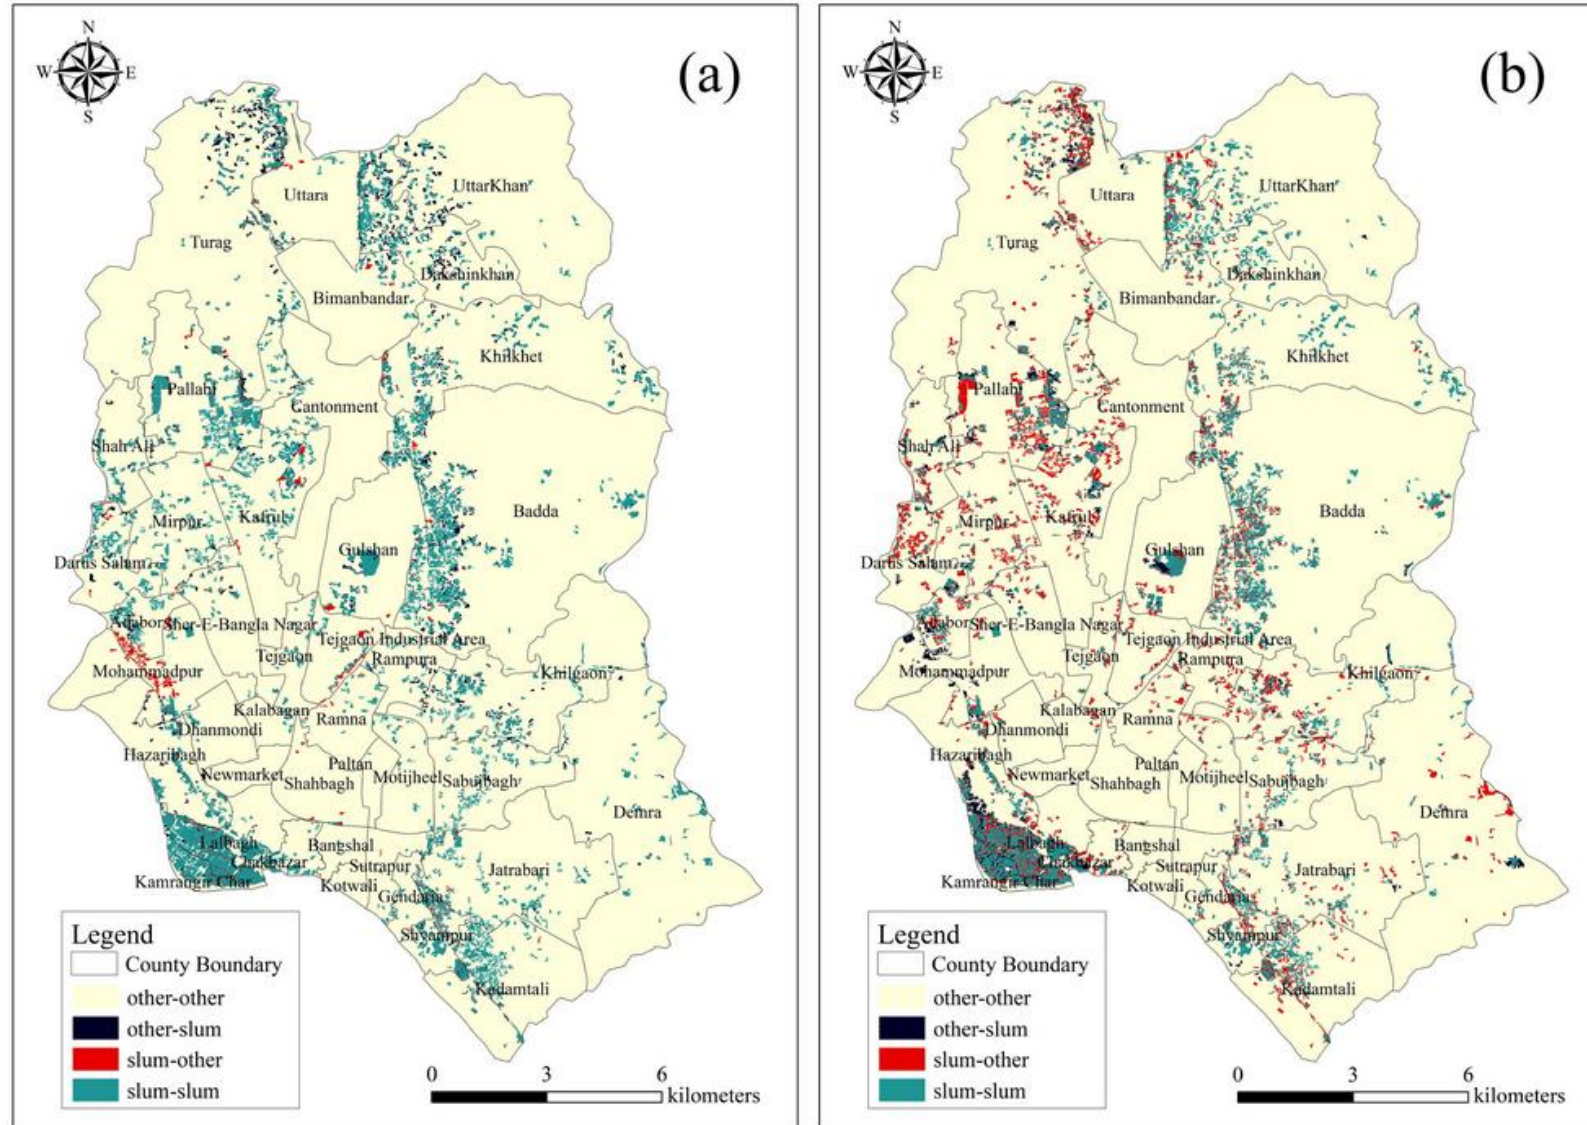 N
W E
S
(a)
Uttara
UttarKhan
Turag
Dakshinkhan
Bimanbandar
Khilkhet
Pallabi
Cantonment
Shah Ali
Mirpur
Kafrul
Badda
Gulshan
Darus Salam
Adabor
Sher-E-Bangla Nagar
Tejgaon Industrial Area
Tejgaon
Rampura
Mohammadpur
Khilgaon
Kalabagan
Ramna
Dhanmondi
Hazaribagh
Paltan
Newmarket
Shahbagh
Motijheel
Sabujbagh
Demra
Lalbagh
Bangshal
Chakbazar
Sutrapur
Jatrabari
Kamrangir Char
Kotwali
Gendaria
Shyampur
Kadamtali
Legend
County Boundary
other-other
other-slum
slum-other
slum-slum
0 3 6
kilometers
N
W E
S
(b)
Uttara
UttarKhan
Turag
Dakshinkhan
Bimanbandar
Khilkhet
Pallabi
Cantonment
Shah Ali
Mirpur
Kafrul
Badda
Gulshan
Darus Salam
Adabor
Sher-E-Bangla Nagar
Tejgaon Industrial Area
Tejgaon
Rampura
Mohammadpur
Khilgaon
Kalabagan
Ramna
Dhanmondi
Hazaribagh
Paltan
Newmarket
Shahbagh
Motijheel
Sabujbagh
Demra
Lalbagh
Bangshal
Chakbazar
Sutrapur
Jatrabari
Kamrangir Char
Kotwali
Gendaria
Shyampur
Kadamtali
Legend
County Boundary
other-other
other-slum
slum-other
slum-slum
0 3 6
kilometers